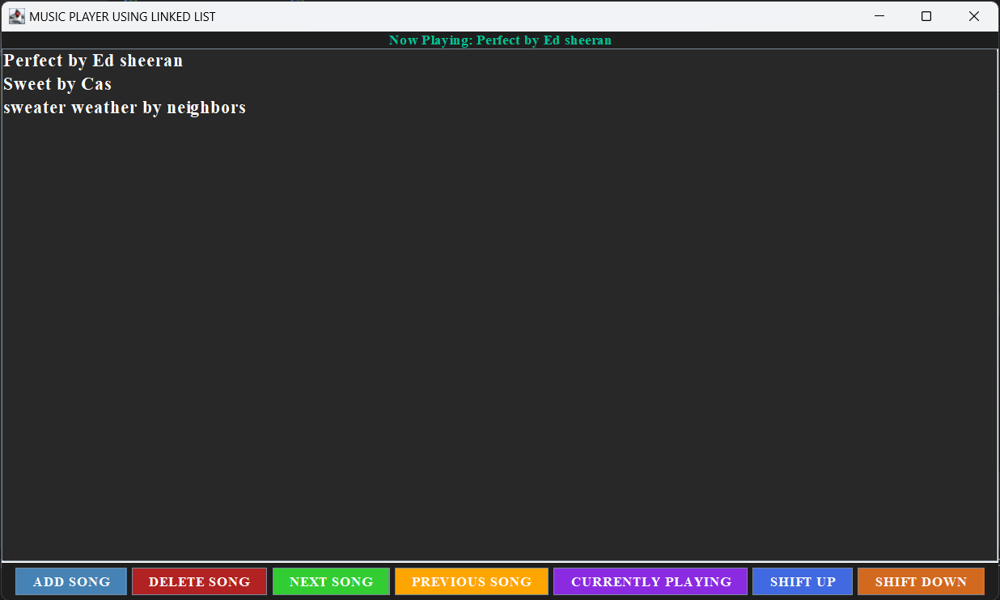 MUSIC PLAYER USING LINKED LIST
Now Playing: Perfect by Ed sheeran
Perfect by Ed sheeran
Sweet by Cas
sweater weather by neighbors
ADD SONG DELETE SONG NEXT SONG PREVIOUS SONG CURRENTLY PLAYING SHIFT UP SHIFT DOWN